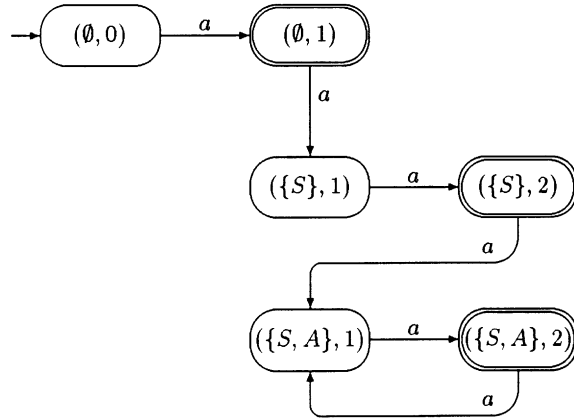 (∅, 0) a (∅, 1)
a
({S}, 1) a ({S}, 2)
a
({S, A}, 1) a ({S, A}, 2)
a